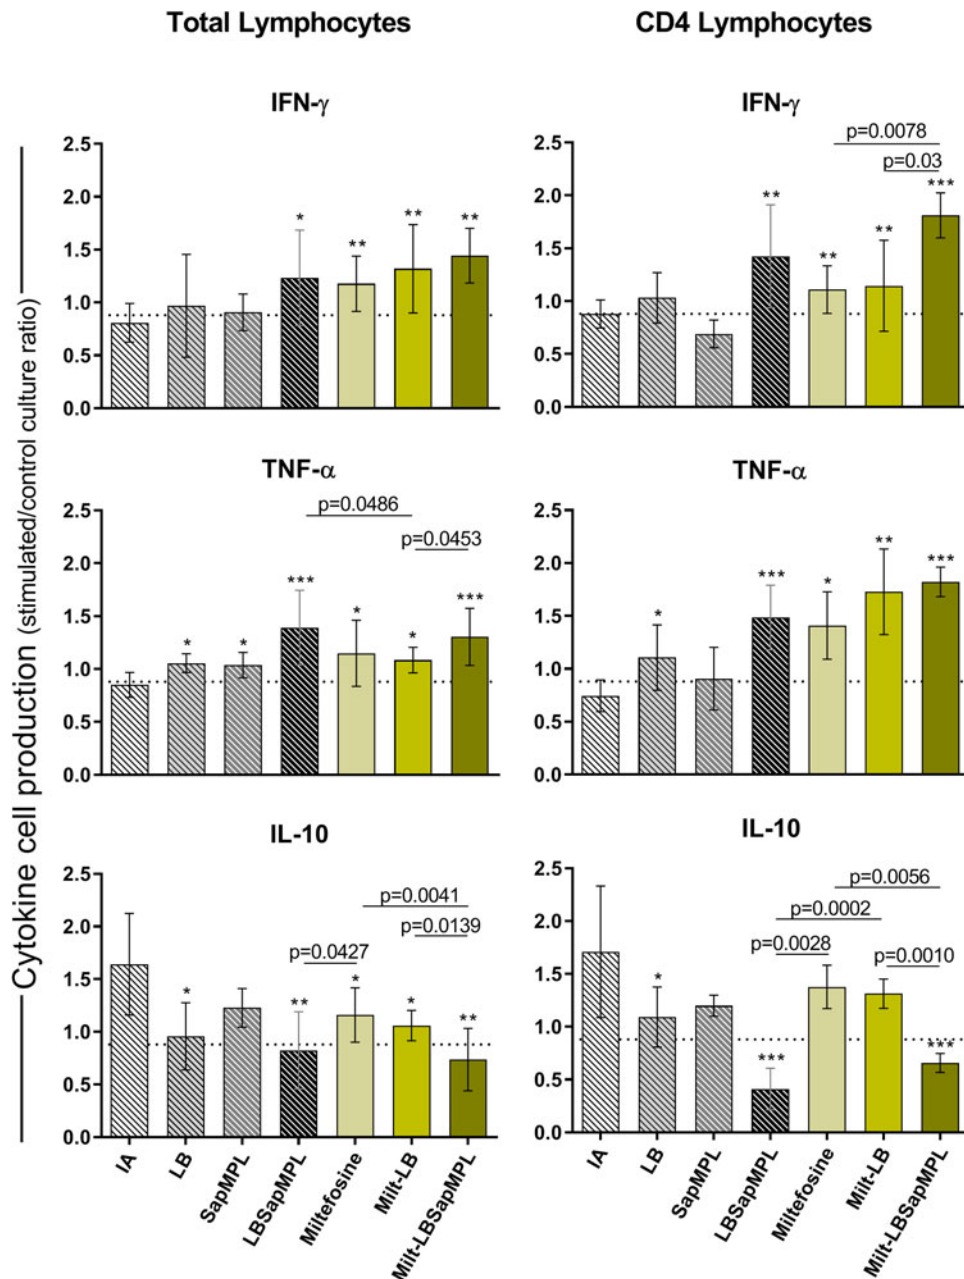 Total Lymphocytes
CD4 Lymphocytes
Cytokine cell production (stimulated/control culture ratio)
IFN-γ
2.5
2.0
1.5
1.0
0.5
0.0
* ** ** **
IFN-γ
2.5
2.0
1.5
1.0
0.5
0.0
p=0.0078
p=0.03
** ** ** ***
TNF-α
2.5
2.0
1.5
1.0
0.5
0.0
p=0.0486
p=0.0453
* * *** * * ***
TNF-α
2.5
2.0
1.5
1.0
0.5
0.0
* *** * ** ***
IL-10
2.5
2.0
1.5
1.0
0.5
0.0
p=0.0041
p=0.0139
p=0.0427
* ** * * **
IA
LB
SapMPL
LBSapMPL
Miltefosine
Milt-LB
Milt-LBSapMPL
IL-10
2.5
2.0
1.5
1.0
0.5
0.0
p=0.0056
p=0.0002
p=0.0028
p=0.0010
* *** ***
IA
LB
SapMPL
LBSapMPL
Miltefosine
Milt-LB
Milt-LBSapMPL